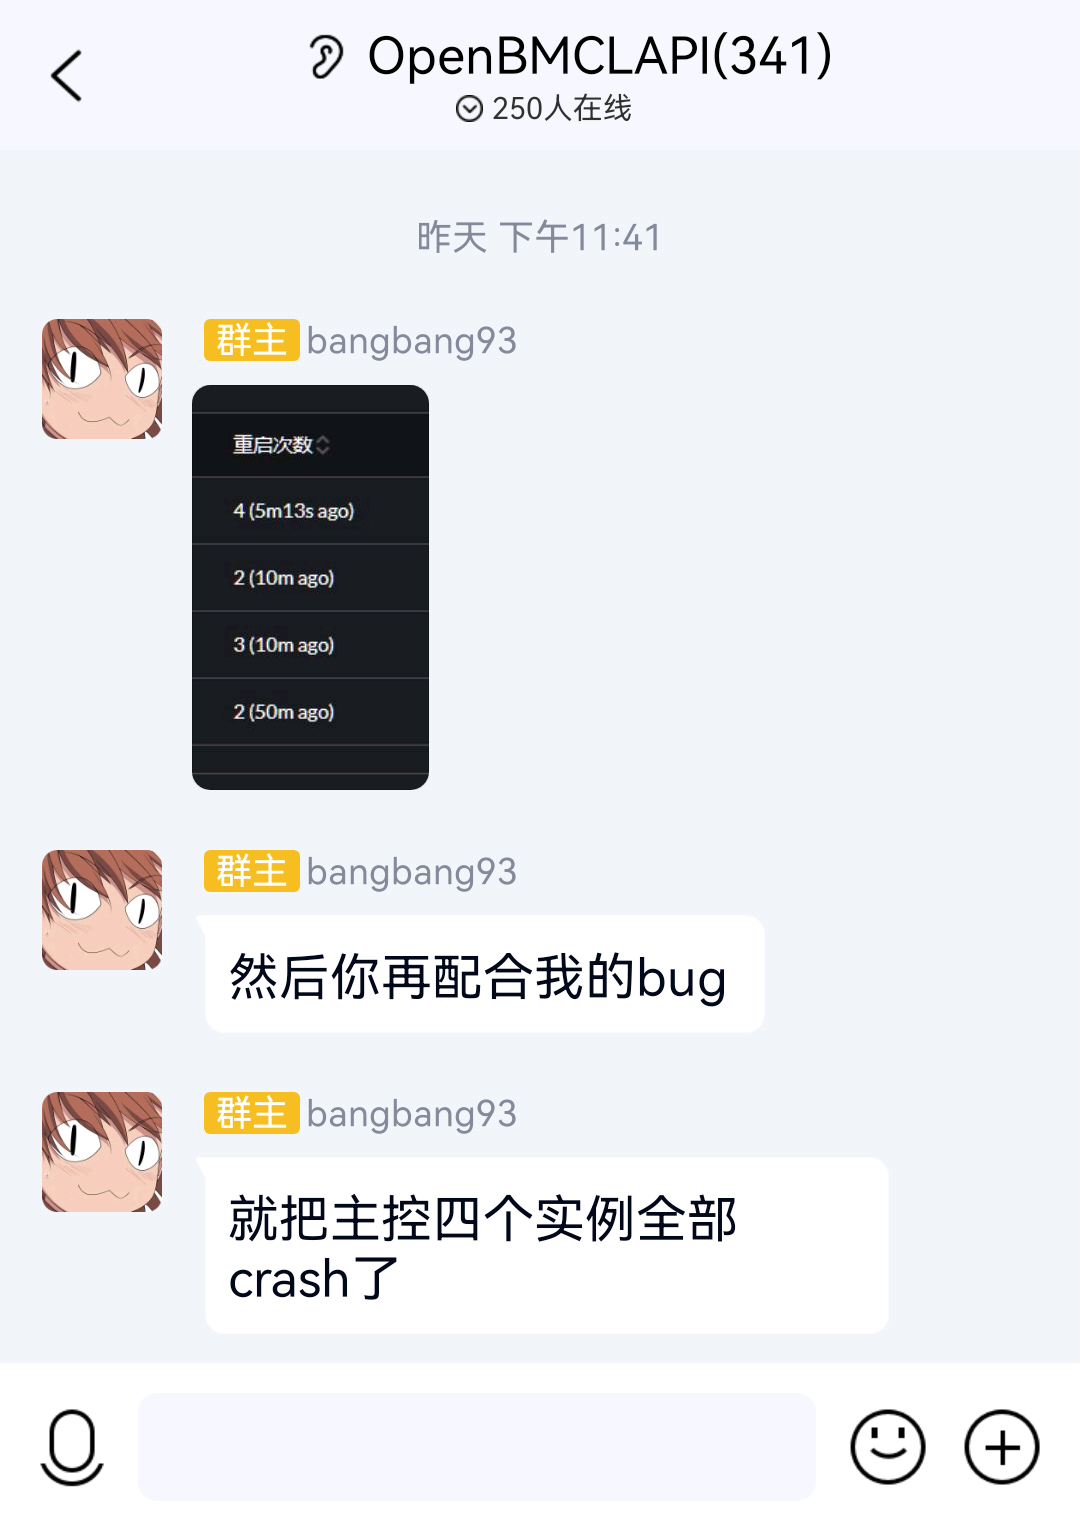 OpenBMCLAPI(341)
250人在线
昨天 下午11:41
群主 bangbang93
重启次数
4 (5m13s ago)
2 (10m ago)
3 (10m ago)
2 (50m ago)
群主 bangbang93
然后你再配合我的bug
群主 bangbang93
就把主控四个实例全部
crash了